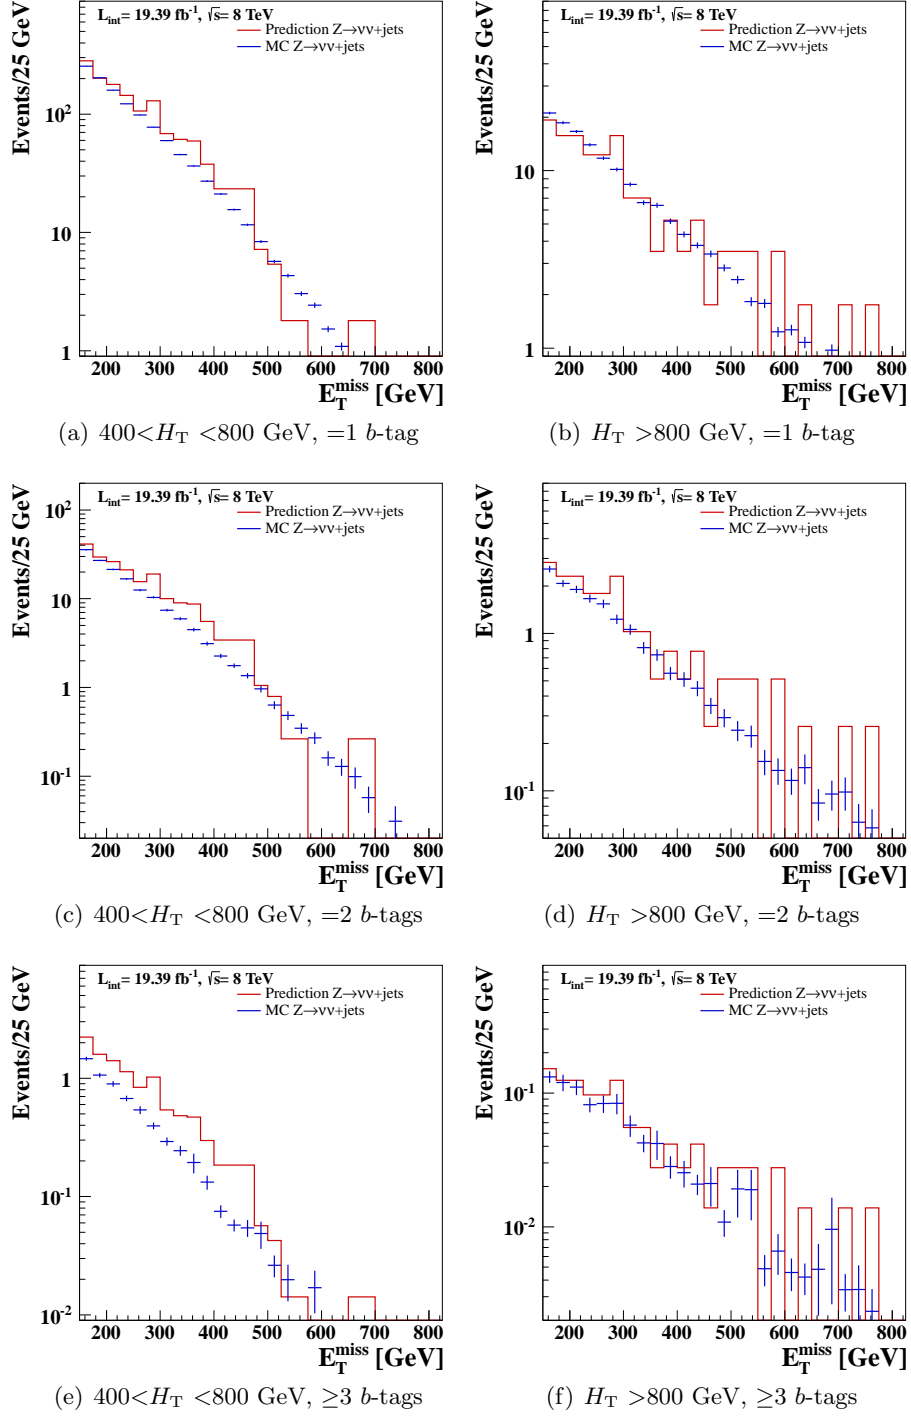 Events/25 GeV
L_int= 19.39 fb⁻¹, √s= 8 TeV
Prediction Z→νν+jets
MC Z→νν+jets
10²
10
1
200 300 400 500 600 700 800
E_T^miss [GeV]
(a) 400<H_T <800 GeV, =1 b-tag
Events/25 GeV
L_int= 19.39 fb⁻¹, √s= 8 TeV
Prediction Z→νν+jets
MC Z→νν+jets
10
1
200 300 400 500 600 700 800
E_T^miss [GeV]
(b) H_T >800 GeV, =1 b-tag
Events/25 GeV
L_int= 19.39 fb⁻¹, √s= 8 TeV
Prediction Z→νν+jets
MC Z→νν+jets
10²
10
1
10⁻¹
200 300 400 500 600 700 800
E_T^miss [GeV]
(c) 400<H_T <800 GeV, =2 b-tags
Events/25 GeV
L_int= 19.39 fb⁻¹, √s= 8 TeV
Prediction Z→νν+jets
MC Z→νν+jets
1
10⁻¹
200 300 400 500 600 700 800
E_T^miss [GeV]
(d) H_T >800 GeV, =2 b-tags
Events/25 GeV
L_int= 19.39 fb⁻¹, √s= 8 TeV
Prediction Z→νν+jets
MC Z→νν+jets
1
10⁻¹
10⁻²
200 300 400 500 600 700 800
E_T^miss [GeV]
(e) 400<H_T <800 GeV, ≥3 b-tags
Events/25 GeV
L_int= 19.39 fb⁻¹, √s= 8 TeV
Prediction Z→νν+jets
MC Z→νν+jets
10⁻¹
10⁻²
200 300 400 500 600 700 800
E_T^miss [GeV]
(f) H_T >800 GeV, ≥3 b-tags